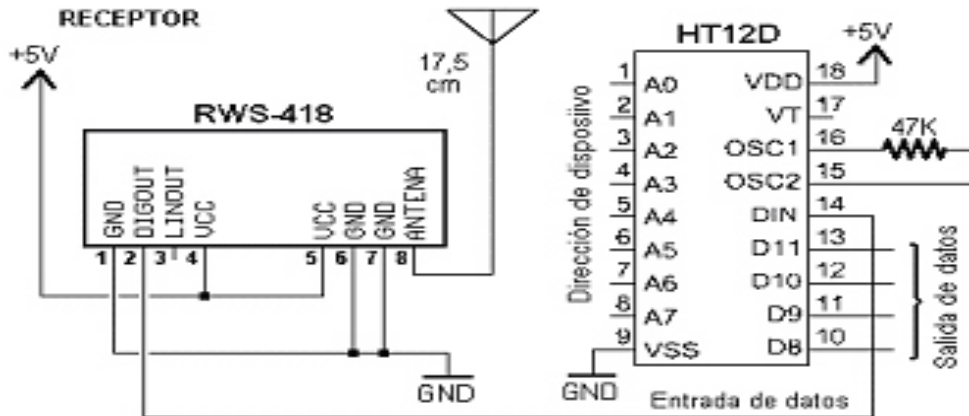 RECEPTOR
+5V
17,5
cm
RWS-418
GND
DIGOUT
LINOUT
VCC
VCC
GND
GND
ANTENA
1 2 3 4 5 6 7 8
GND
HT12D
+5V
Dirección de dispositivo
1 A0 VDD 18
2 A1 VT 17
3 A2 OSC1 16
47K
4 A3 OSC2 15
5 A4 DIN 14
6 A5 D11 13
7 A6 D10 12
8 A7 D9 11
9 VSS D8 10
Salida de datos
GND
Entrada de datos